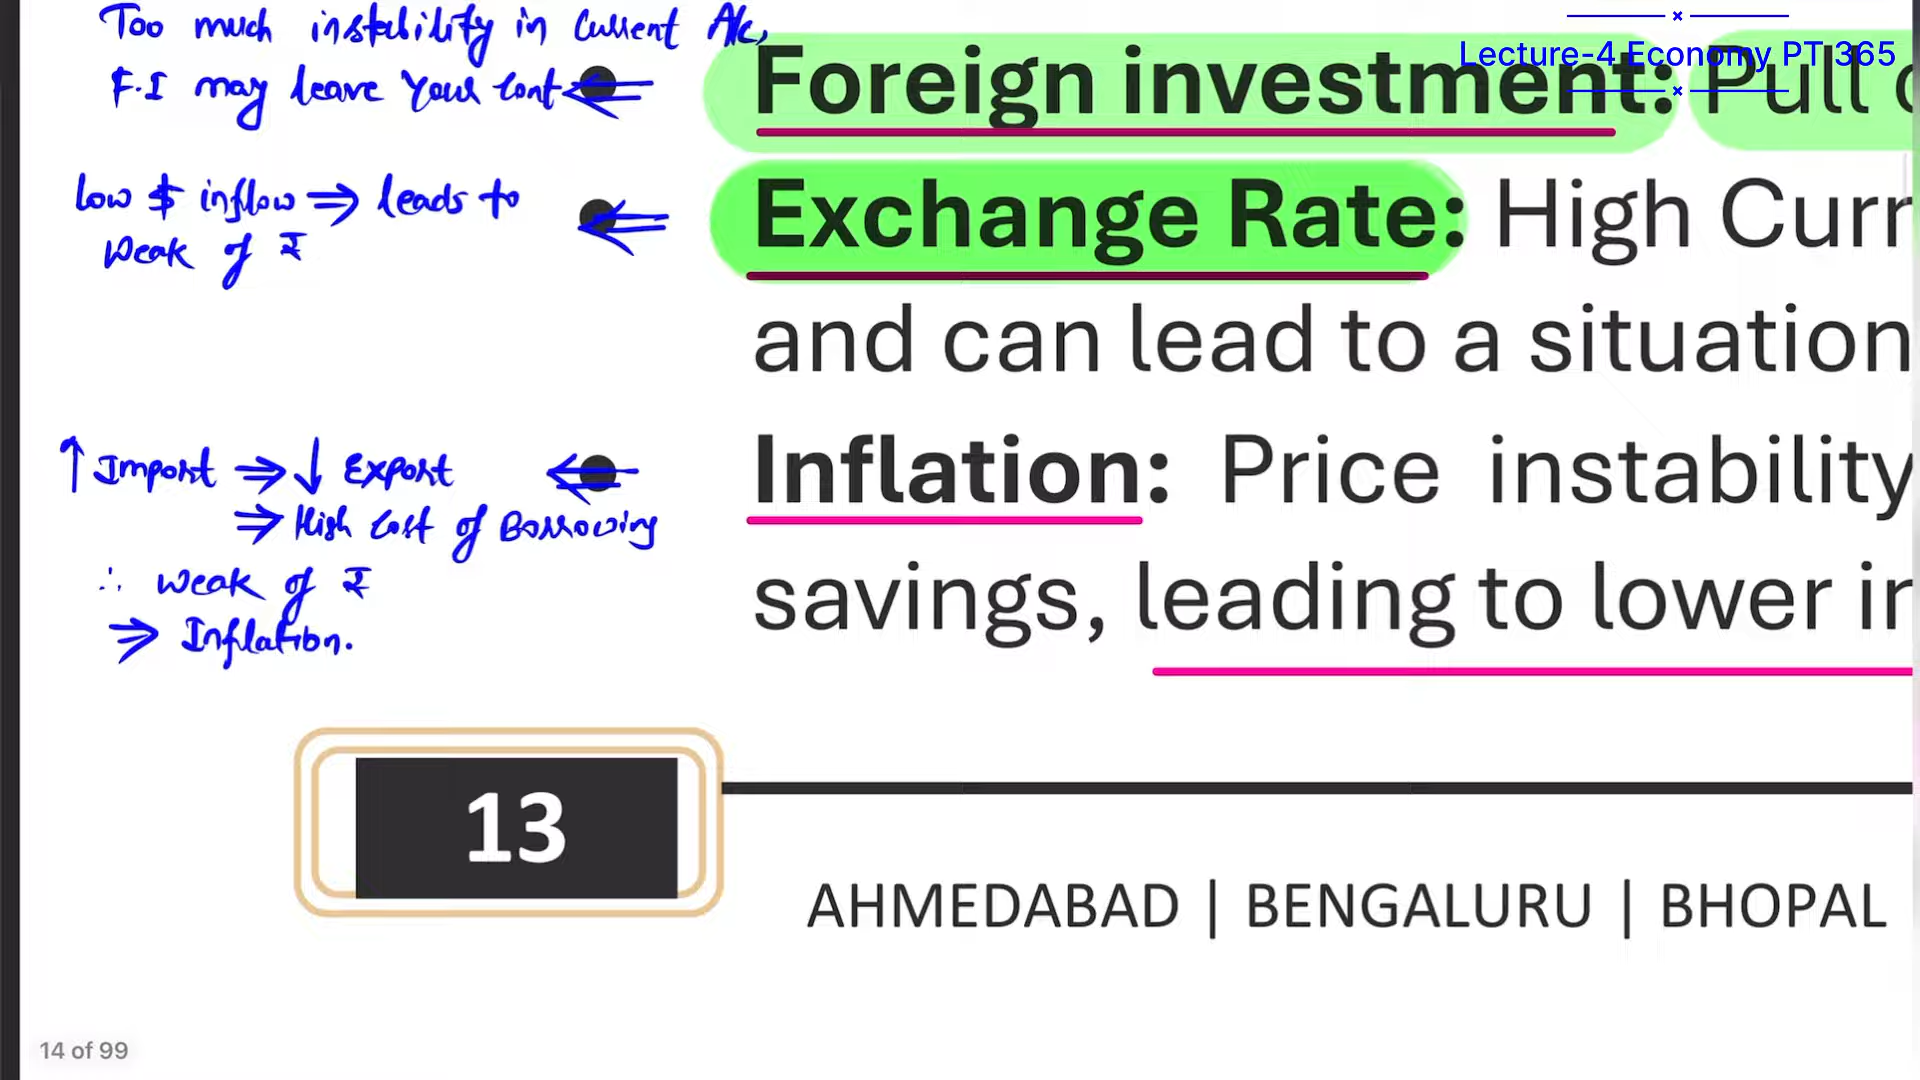 Too much instability in Current A/c,
F.I may leave your Cont
Lecture-4 Economy PT 365
Foreign investment: Pull
low $ inflow ⇒ leads to
Weak of ₹
Exchange Rate: High Curr
and can lead to a situation
↑ Import ⇒ ↓ Export
⇒ High Cost of Borrowing
Inflation: Price instability
∴ Weak of ₹
⇒ Inflation.
savings, leading to lower in
13
AHMEDABAD | BENGALURU | BHOPAL
14 of 99